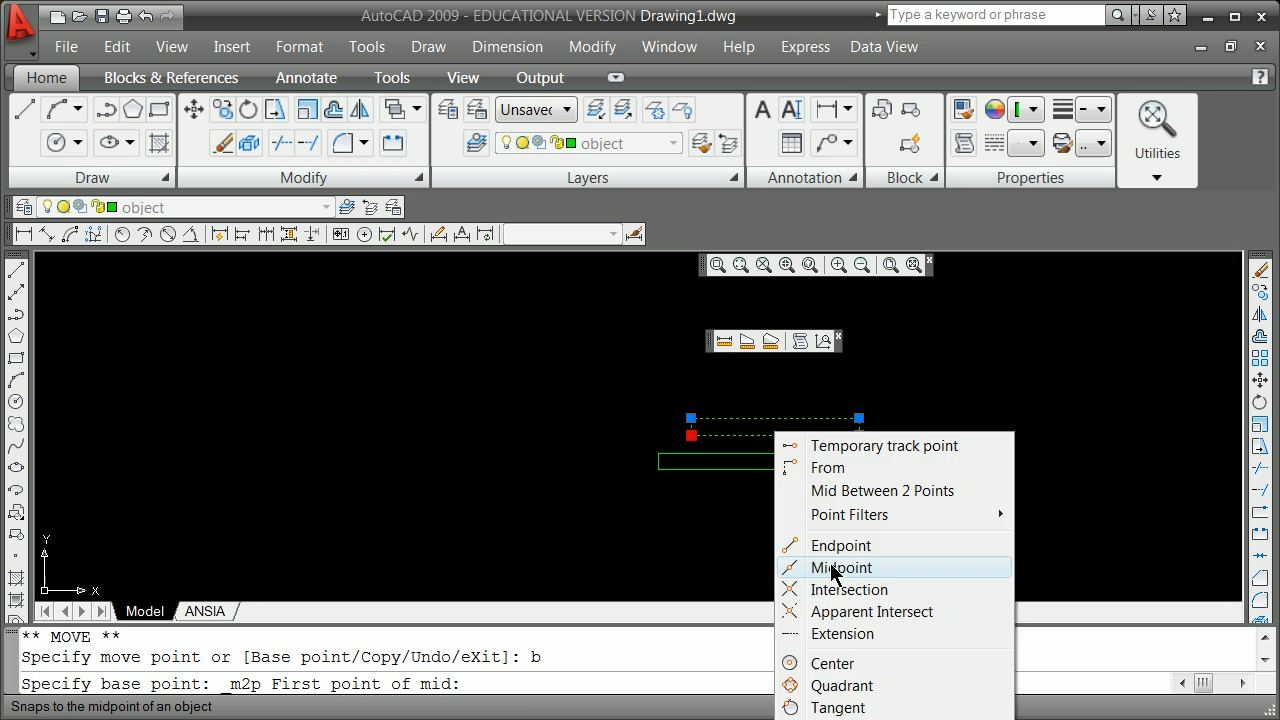 AutoCAD 2009 - EDUCATIONAL VERSION Drawing1.dwg
Type a keyword or phrase
File Edit View Insert Format Tools Draw Dimension Modify Window Help Express Data View
Home Blocks & References Annotate Tools View Output
Unsaved
object
Utilities
Draw Modify Layers Annotation Block Properties
object
Temporary track point
From
Mid Between 2 Points
Point Filters
Endpoint
Midpoint
Intersection
Apparent Intersect
Extension
Center
Quadrant
Tangent
Y
X
Model ANSIA
** MOVE **
Specify move point or [Base point/Copy/Undo/eXit]: b
Specify base point: _m2p First point of mid:
Snaps to the midpoint of an object